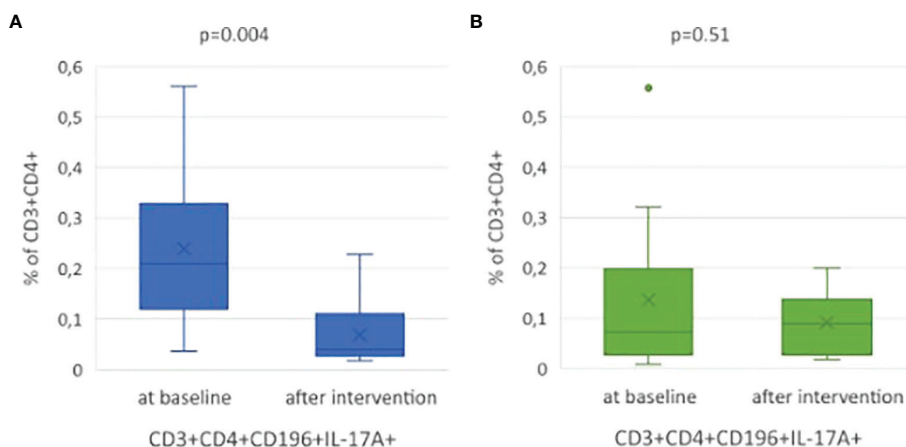 A
p=0.004
% of CD3+CD4+
0,6
0,5
0,4
0,3
0,2
0,1
0
at baseline
after intervention
CD3+CD4+CD196+IL-17A+
B
p=0.51
% of CD3+CD4+
0,6
0,5
0,4
0,3
0,2
0,1
0
at baseline
after intervention
CD3+CD4+CD196+IL-17A+